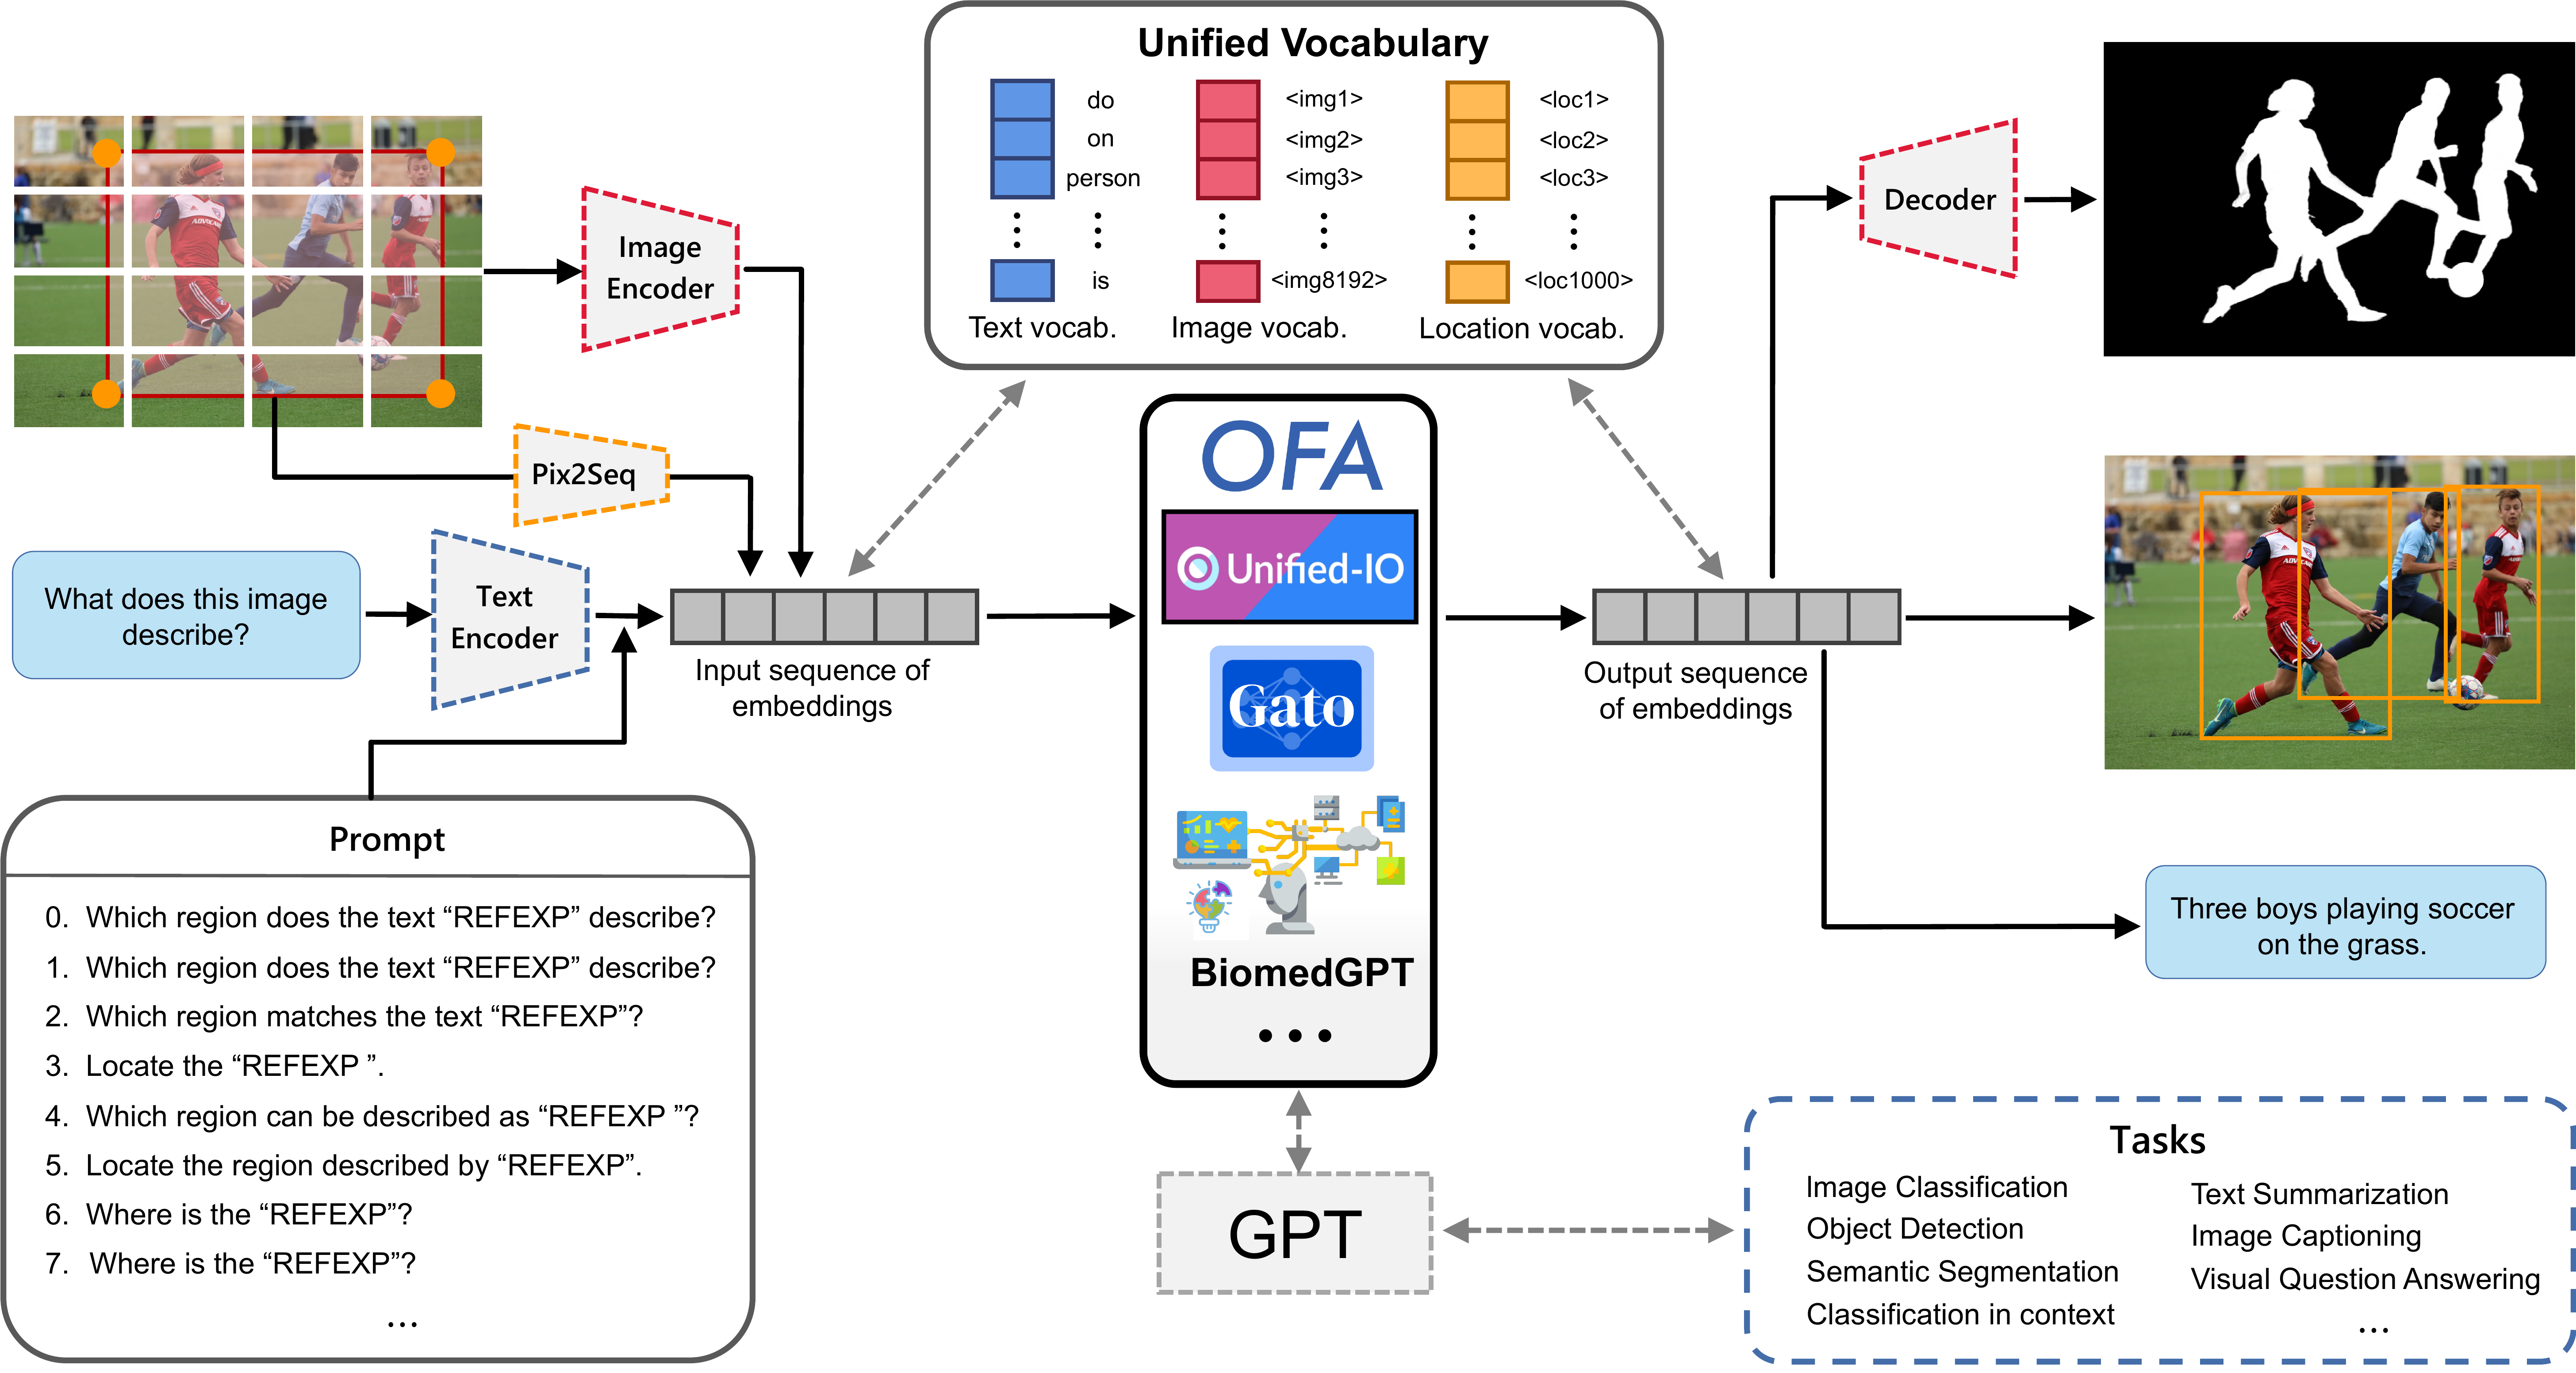 Unified Vocabulary
do
on
person
is
Text vocab.
<img1>
<img2>
<img3>
<img8192>
Image vocab.
<loc1>
<loc2>
<loc3>
<loc1000>
Location vocab.
Image
Encoder
Pix2Seq
What does this image
describe?
Text
Encoder
Input sequence of
embeddings
Prompt
0. Which region does the text “REFEXP” describe?
1. Which region does the text “REFEXP” describe?
2. Which region matches the text “REFEXP”?
3. Locate the “REFEXP ”.
4. Which region can be described as “REFEXP ”?
5. Locate the region described by “REFEXP”.
6. Where is the “REFEXP”?
7. Where is the “REFEXP”?
...
OFA
Unified-IO
Gato
BiomedGPT
...
GPT
Output sequence
of embeddings
Decoder
Three boys playing soccer
on the grass.
Tasks
Image Classification
Object Detection
Semantic Segmentation
Classification in context
Text Summarization
Image Captioning
Visual Question Answering
...